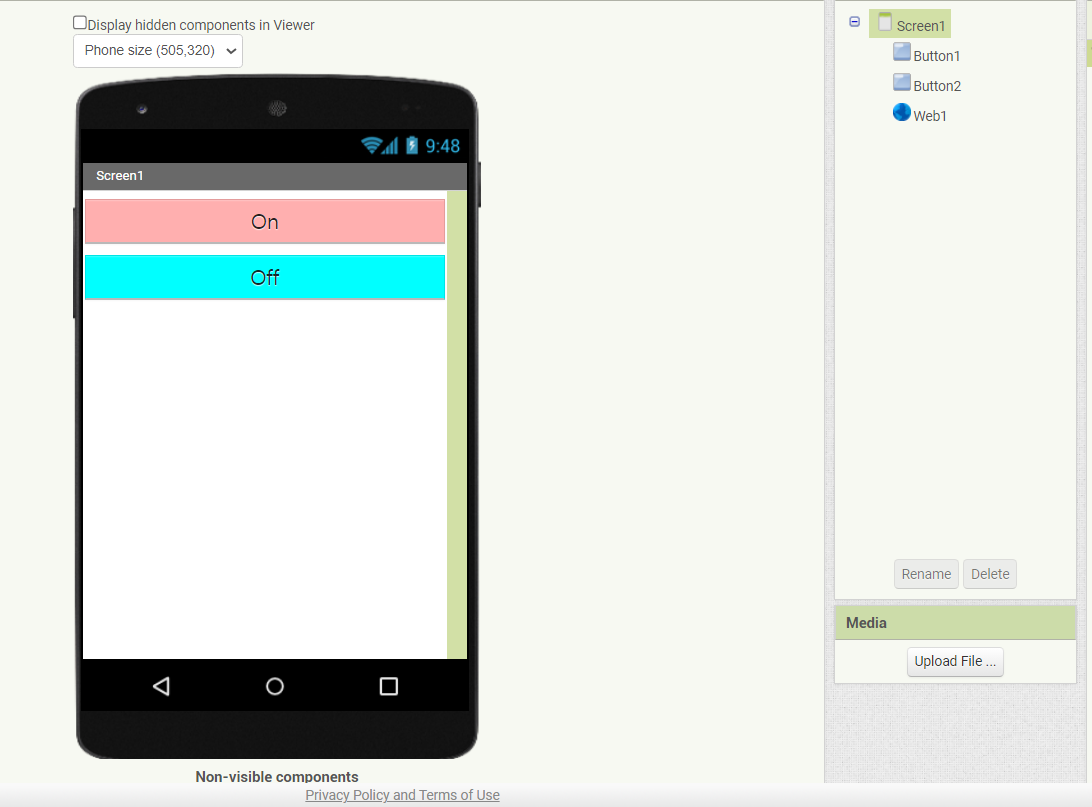 Display hidden components in Viewer
Phone size (505,320)
9:48
Screen1
On
Off
Non-visible components
Privacy Policy and Terms of Use
Screen1
Button1
Button2
Web1
Rename
Delete
Media
Upload File ...